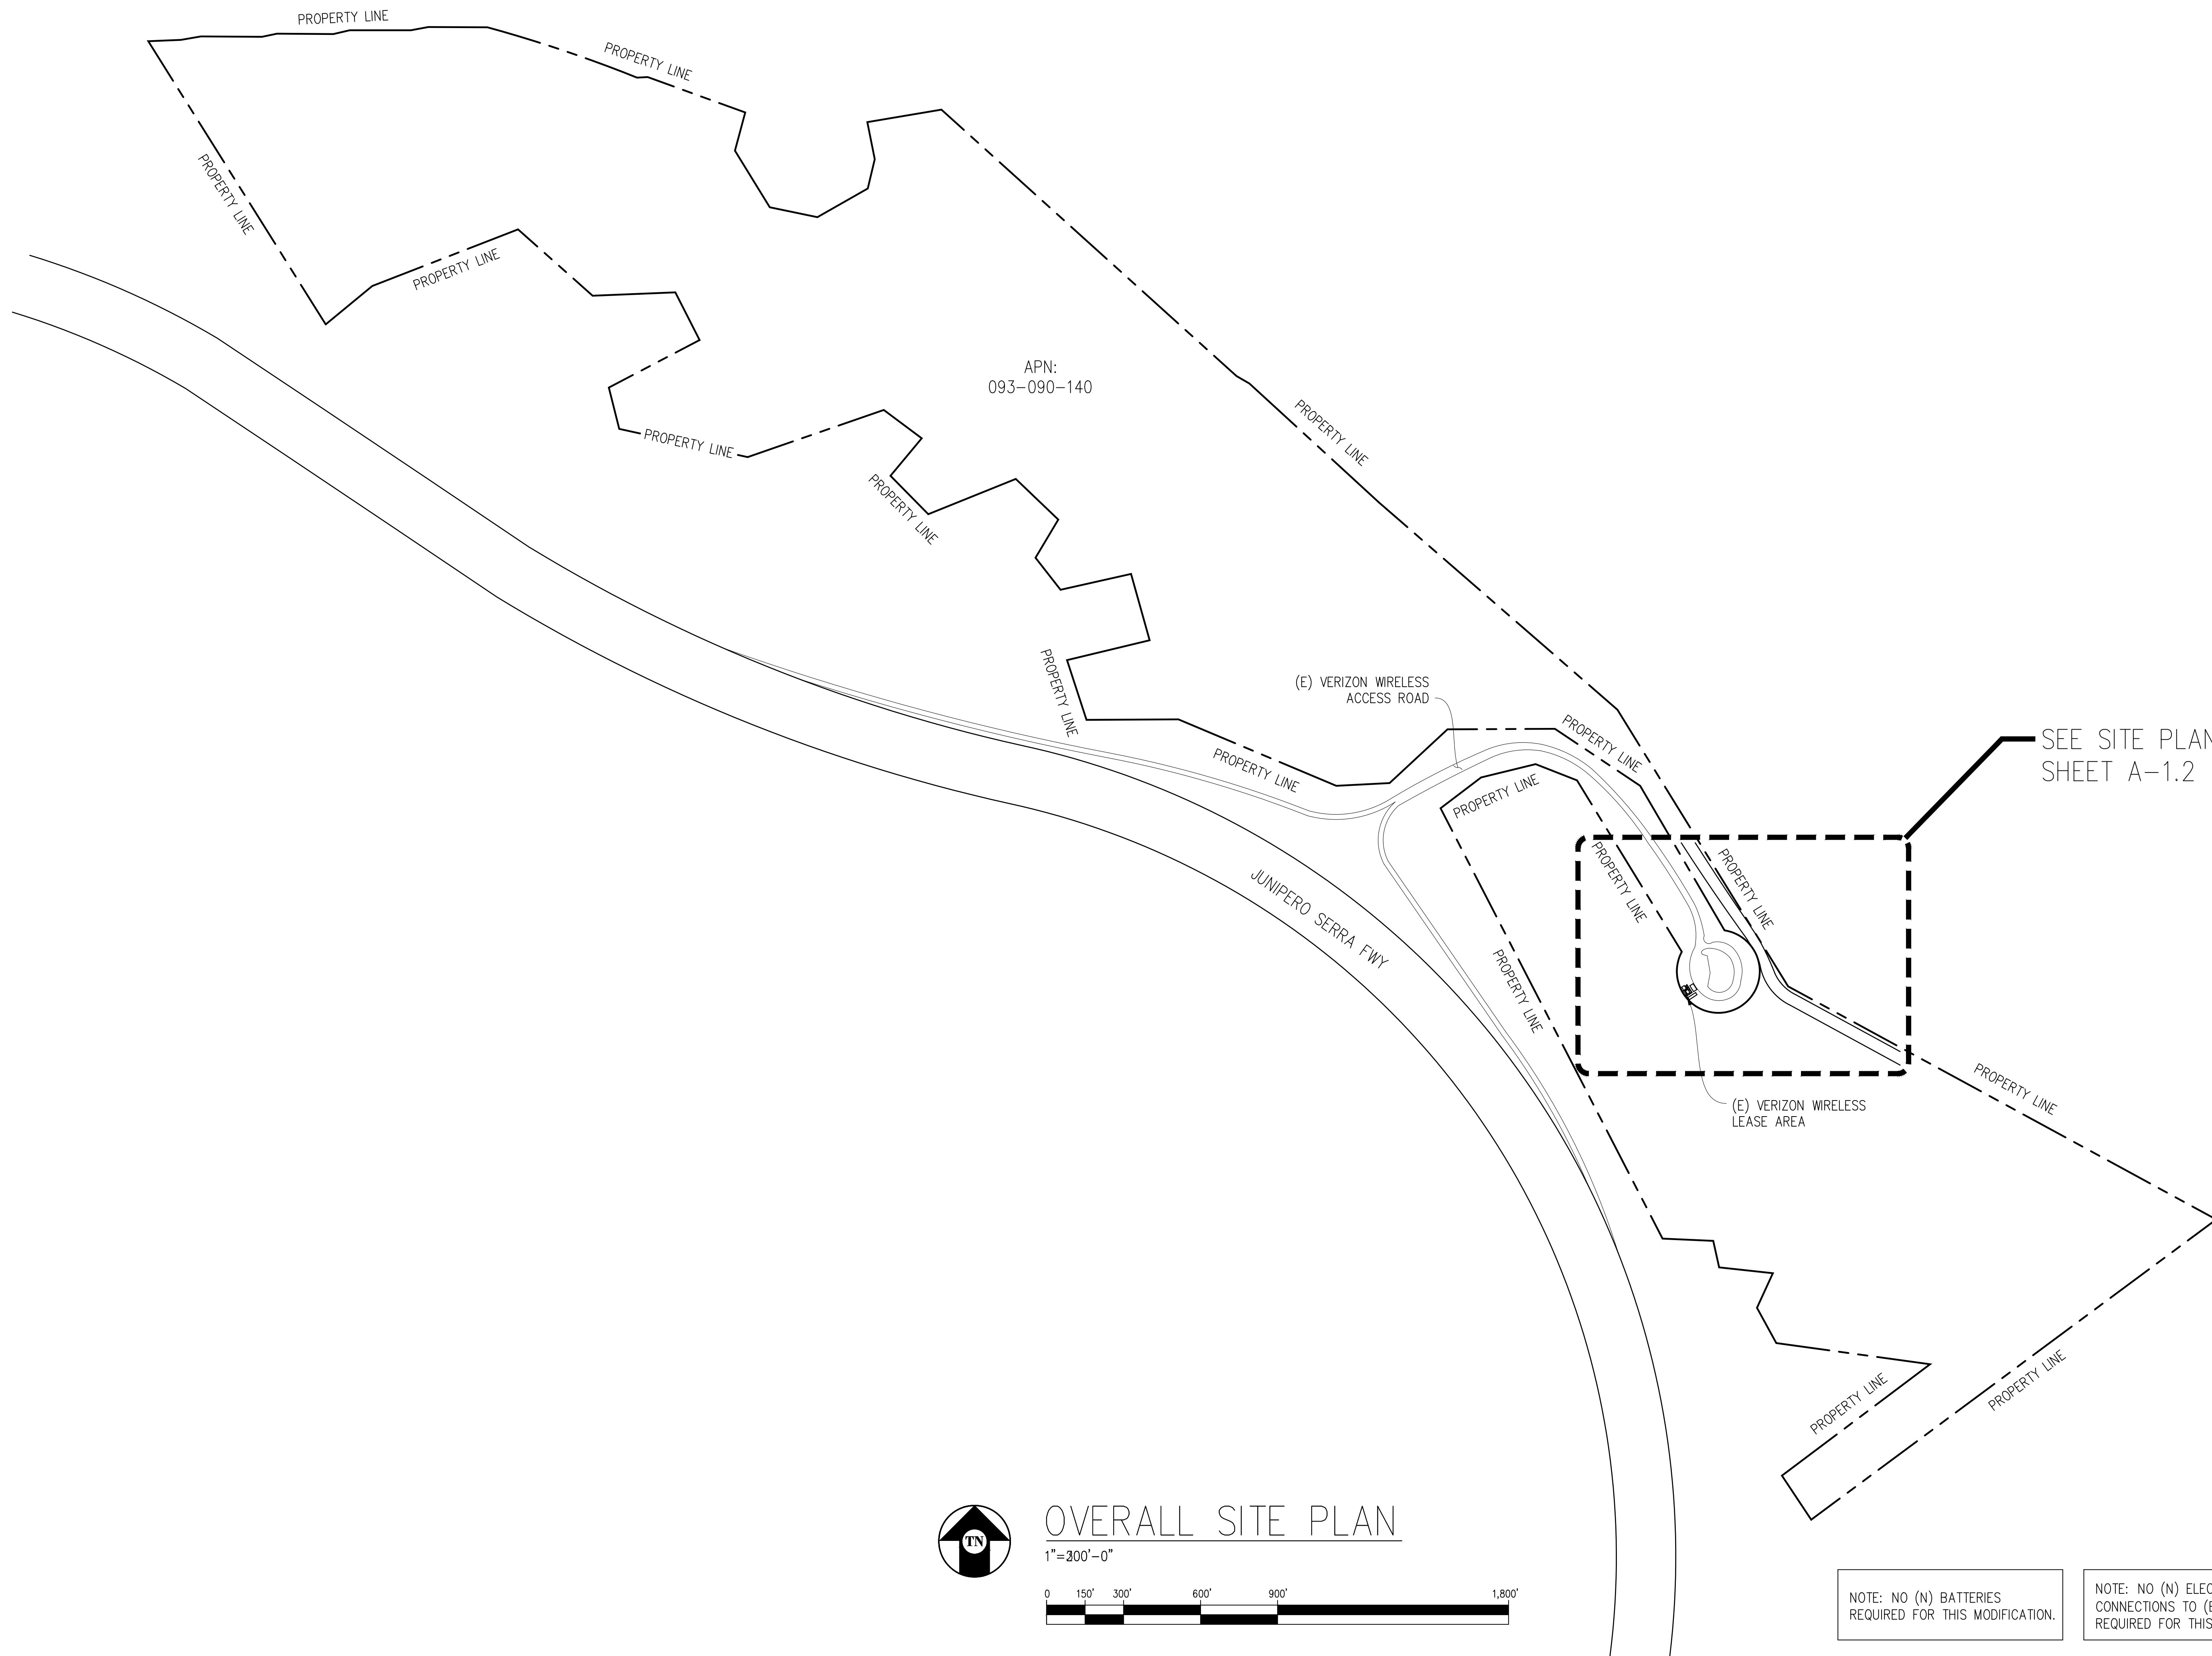 PROPERTY LINE
PROPERTY LINE
PROPERTY LINE
PROPERTY LINE
APN:
093-090-140
PROPERTY LINE
PROPERTY LINE
PROPERTY LINE
PROPERTY LINE
(E) VERIZON WIRELESS
ACCESS ROAD
PROPERTY LINE
PROPERTY LINE
PROPERTY LINE
SEE SITE PLAN
SHEET A-1.2
PROPERTY LINE
PROPERTY LINE
JUNIPERO SERRA FWY
PROPERTY LINE
PROPERTY LINE
(E) VERIZON WIRELESS
LEASE AREA
PROPERTY LINE
PROPERTY LINE
PROPERTY LINE
TN
OVERALL SITE PLAN
0 150' 300' 600' 900' 1,800'
NOTE: NO (N) BATTERIES
REQUIRED FOR THIS MODIFICATION.
NOTE: NO (N)
CONNECTIONS TO
REQUIRED FOR THIS